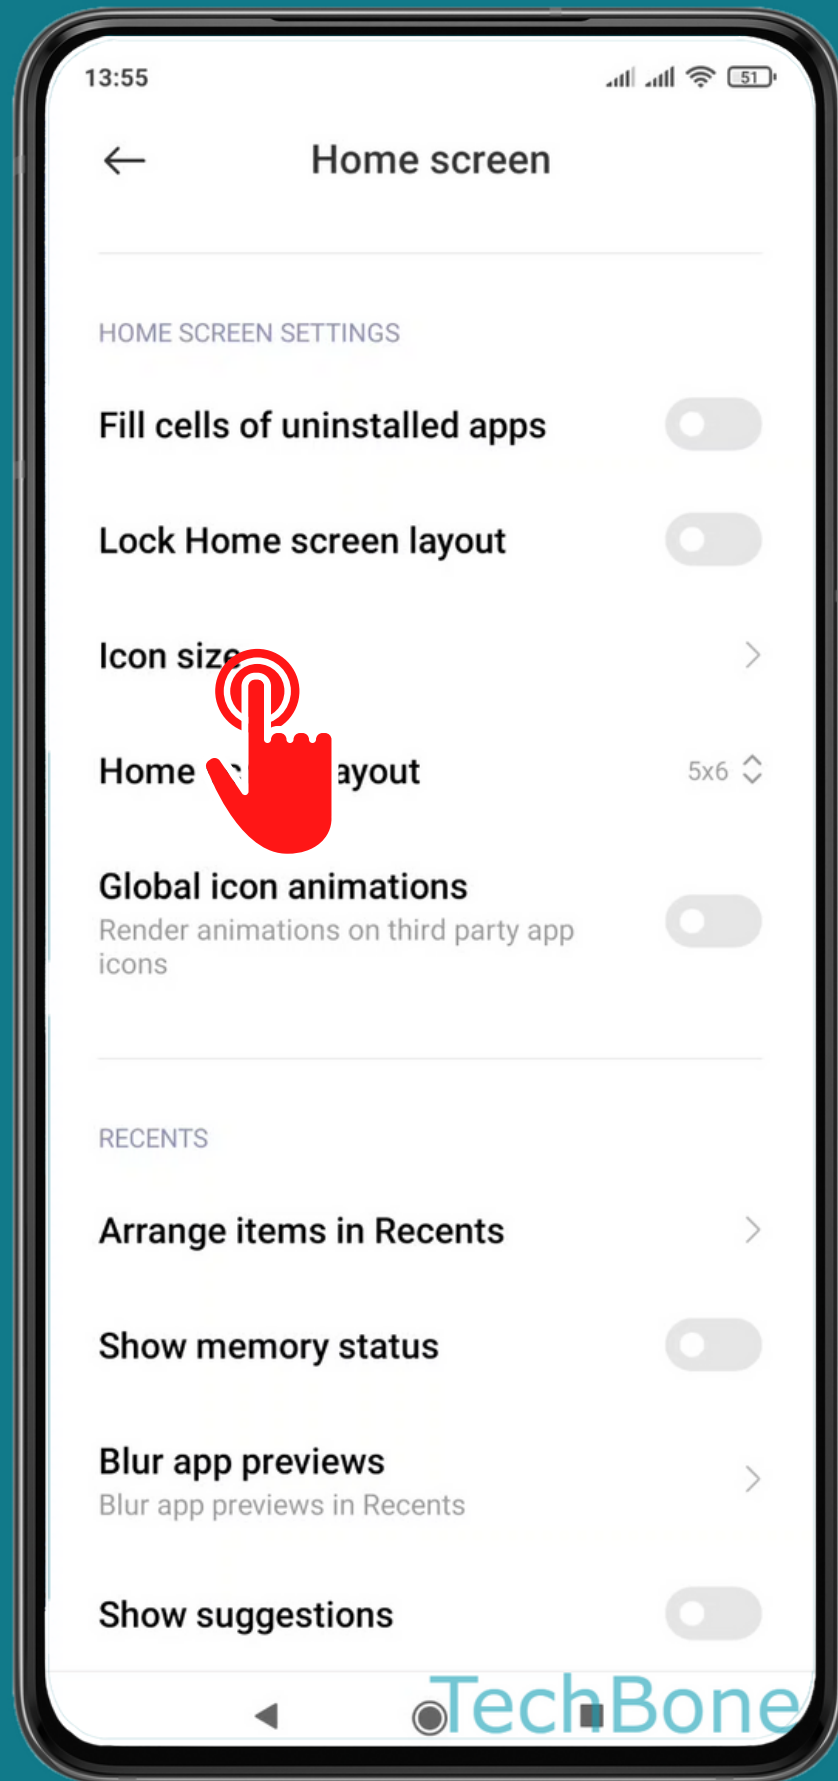 13:55
51
Home screen
HOME SCREEN SETTINGS
Fill cells of uninstalled apps
Lock Home screen layout
Icon size
Home ayout
5x6
Global icon animations
Render animations on third party app
icons
RECENTS
Arrange items in Recents
Show memory status
Blur app previews
Blur app previews in Recents
Show suggestions
TechBone